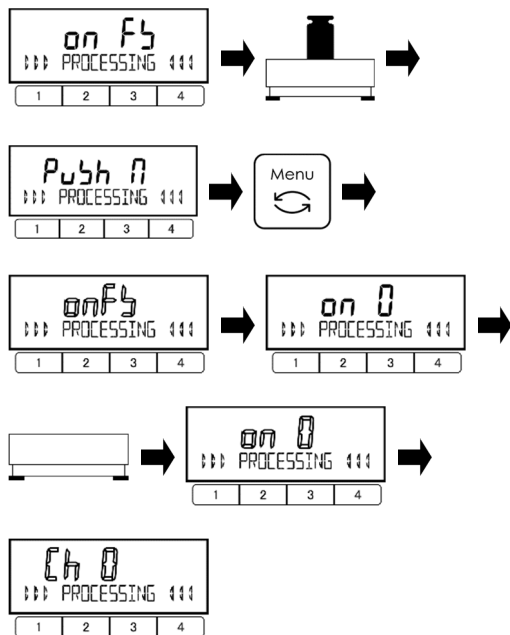 on FS
PROCESSING
1 2 3 4
PuSh M
PROCESSING
1 2 3 4
Menu
onFS
PROCESSING
1 2 3 4
on 0
PROCESSING
1 2 3 4
on 0
PROCESSING
1 2 3 4
Ch 0
PROCESSING
1 2 3 4